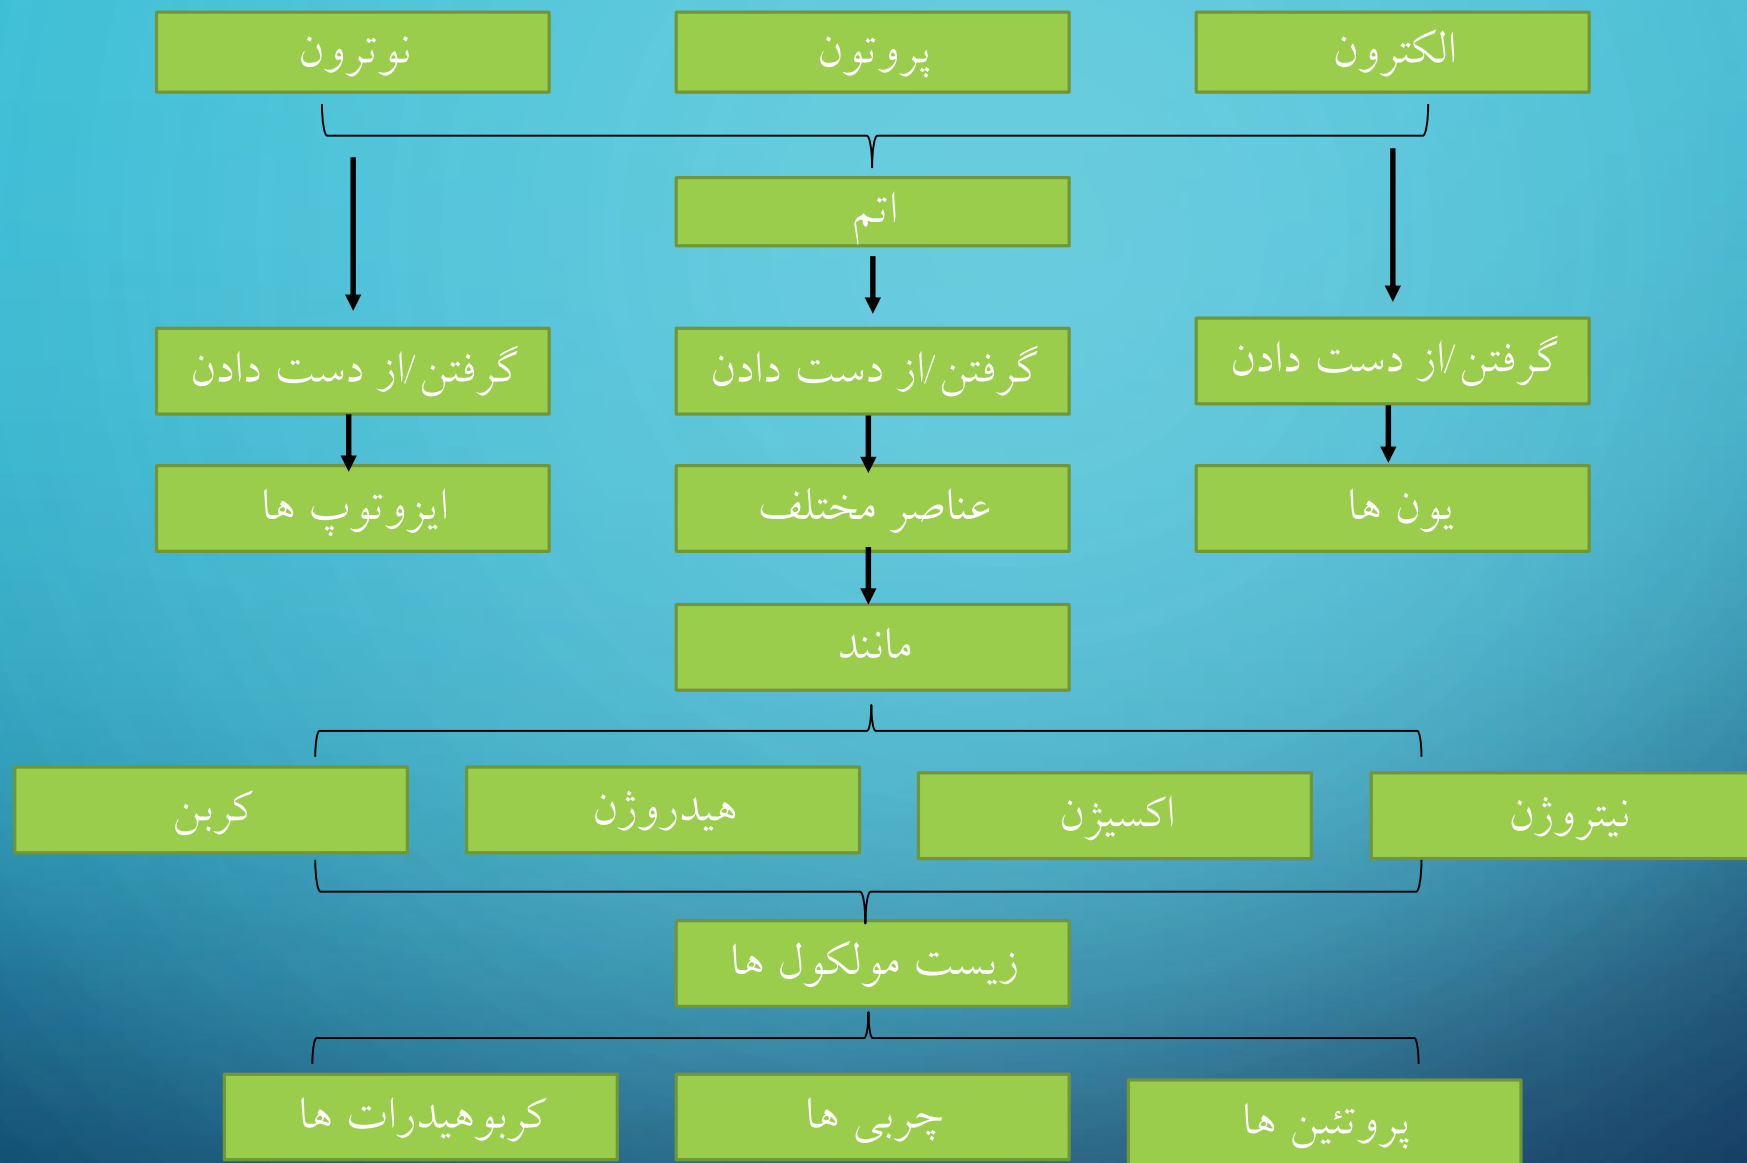 الکترون
پروتون
نوترون
اتم
گرفتن/از دست دادن
گرفتن/از دست دادن
گرفتن/از دست دادن
یون ها
عناصر مختلف
ایزوتوپ ها
مانند
نیتروژن
اکسیژن
هیدروژن
کربن
زیست مولکول ها
پروتئین ها
چربی ها
کربوهیدرات ها